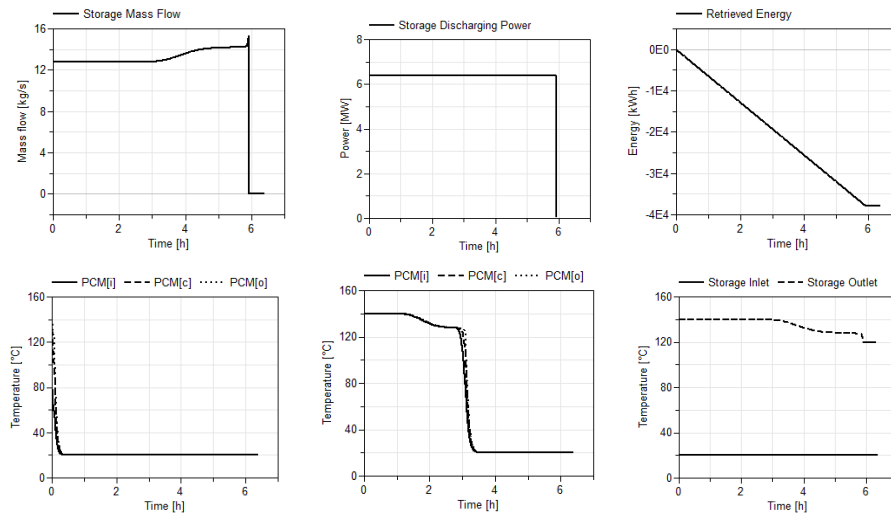 Storage Mass Flow
16
12
8
4
0
Mass flow [kg/s]
0 2 4 6
Time [h]
Storage Discharging Power
8
6
4
2
0
Power [MW]
0 2 4 6
Time [h]
Retrieved Energy
0E0
-1E4
-2E4
-3E4
-4E4
Energy [kWh]
0 2 4 6
Time [h]
PCM[i] PCM[c] PCM[o]
160
120
80
40
0
Temperature [°C]
0 2 4 6
Time [h]
PCM[i] PCM[c] PCM[o]
160
120
80
40
0
Temperature [°C]
0 2 4 6
Time [h]
Storage Inlet Storage Outlet
160
120
80
40
0
Temperature [°C]
0 2 4 6
Time [h]